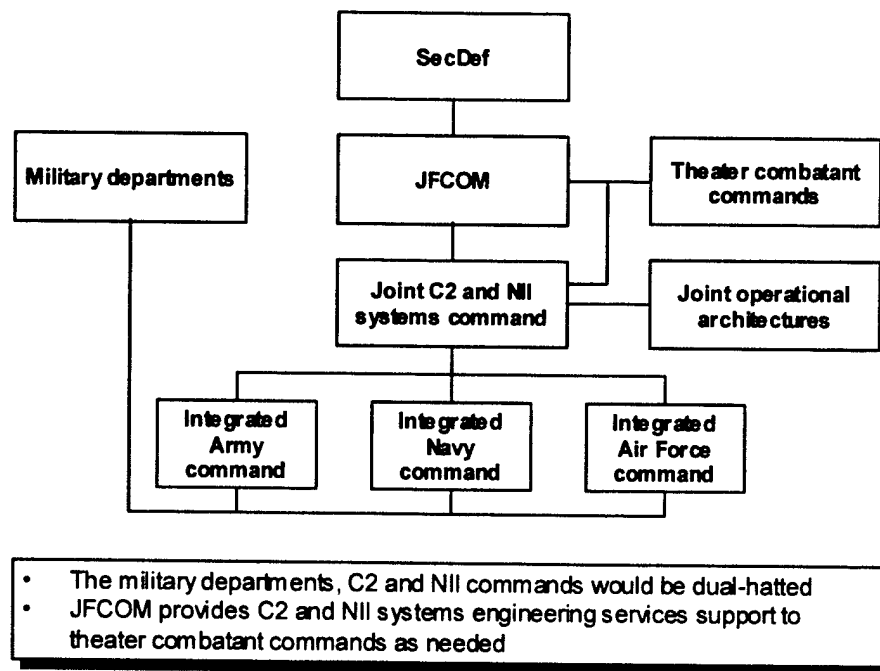 SecDef
Military departments
JFCOM
Theater combatant
commands
Joint C2 and NII
systems command
Joint operational
architectures
Integrated
Army
command
Integrated
Navy
command
Integrated
Air Force
command
• The military departments, C2 and NII commands would be dual-hatted
• JFCOM provides C2 and NII systems engineering services support to
theater combatant commands as needed